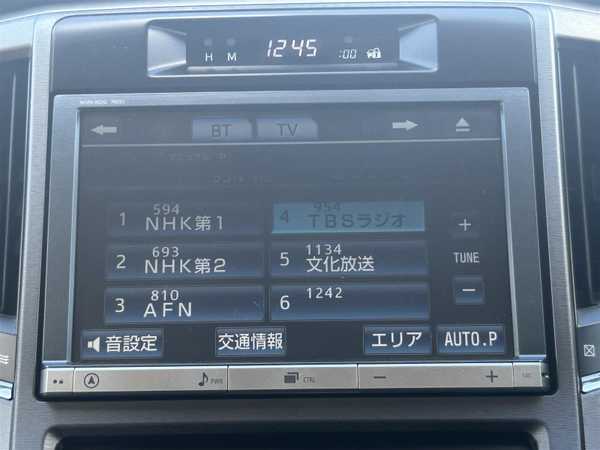 12:45
H M :00
BT TV
1 594 NHK第1
4 954 TBSラジオ
2 693 NHK第2
5 1134 文化放送
3 810 AFN
6 1242
+
TUNE
−
音設定 交通情報 エリア AUTO.P
PWR CTRL − +